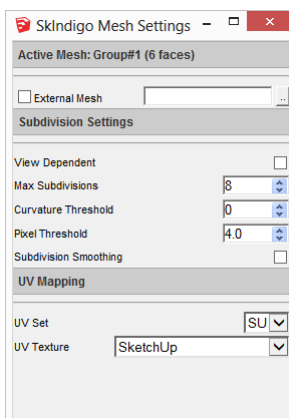 SkIndigo Mesh Settings
Active Mesh: Group#1 (6 faces)
External Mesh ..
Subdivision Settings
View Dependent
Max Subdivisions 8
Curvature Threshold 0
Pixel Threshold 4.0
Subdivision Smoothing
UV Mapping
UV Set SU
UV Texture SketchUp